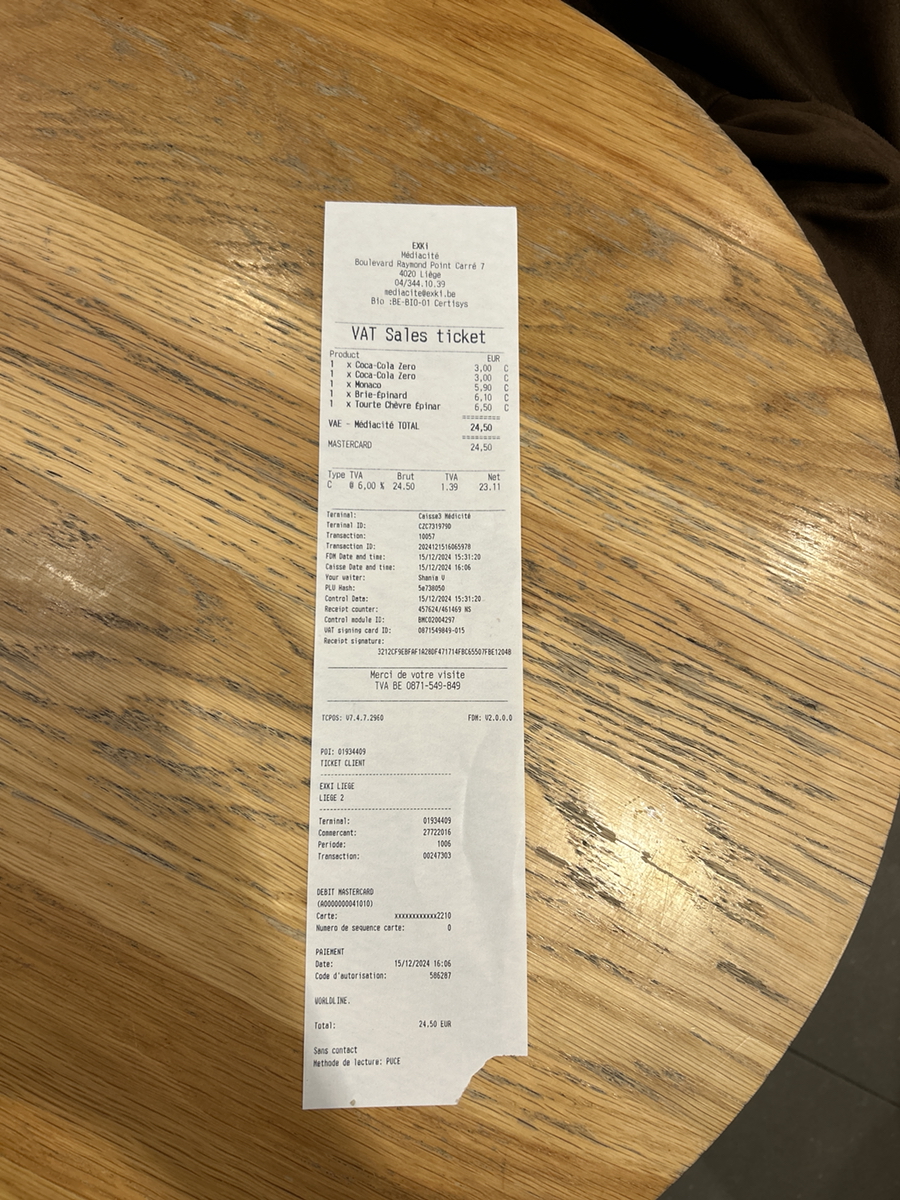 EXKI
Médiacité
Boulevard Raymond Point Carré 7
4020 Liège
04/344.10.39
mediacite@exki.be
Bio :BE-BIO-01 Certisys
VAT Sales ticket
Product EUR
1 x Coca-Cola Zero 3,00 C
1 x Coca-Cola Zero 3,00 C
1 x Monaco 5,90 C
1 x Brie-Épinard 6,10 C
1 x Tourte Chèvre Épinar 6,50 C
=========
VAE - Médiacité TOTAL 24,50
=========
MASTERCARD 24,50
Type TVA Brut TVA Net
C @ 6,00 % 24.50 1.39 23.11
Terminal: Caisse3 Médicité
Terminal ID: CZC7319790
Transaction: 10057
Transaction ID: 2024121516065978
FDM Date and time: 15/12/2024 15:31:20
Caisse Date and time: 15/12/2024 16:06
Your waiter: Shania V
PLU Hash: 5e738050
Control Data: 15/12/2024 15:31:20
Receipt counter: 457624/461469 NS
Control module ID: BMC02004297
VAT signing card ID: 0871549849-015
Receipt signature:
3212CF9EBFAF1A28DF471714FBC65507FBE1204B
Merci de votre visite
TVA BE 0871-549-849
TCPOS: V7.4.7.2960 FDM: V2.0.0.0
POI: 01934409
TICKET CLIENT
EXKI LIEGE
LIEGE 2
Terminal: 01934409
Commercant: 27722016
Periode: 1006
Transaction: 00247303
DEBIT MASTERCARD
(A0000000041010)
Carte: xxxxxxxxxxxx2210
Numero de sequence carte: 0
PAIEMENT
Date: 15/12/2024 16:06
Code d'autorisation: 586287
WORLDLINE.
Total: 24.50 EUR
Sans contact
Methode de lecture: PUCE